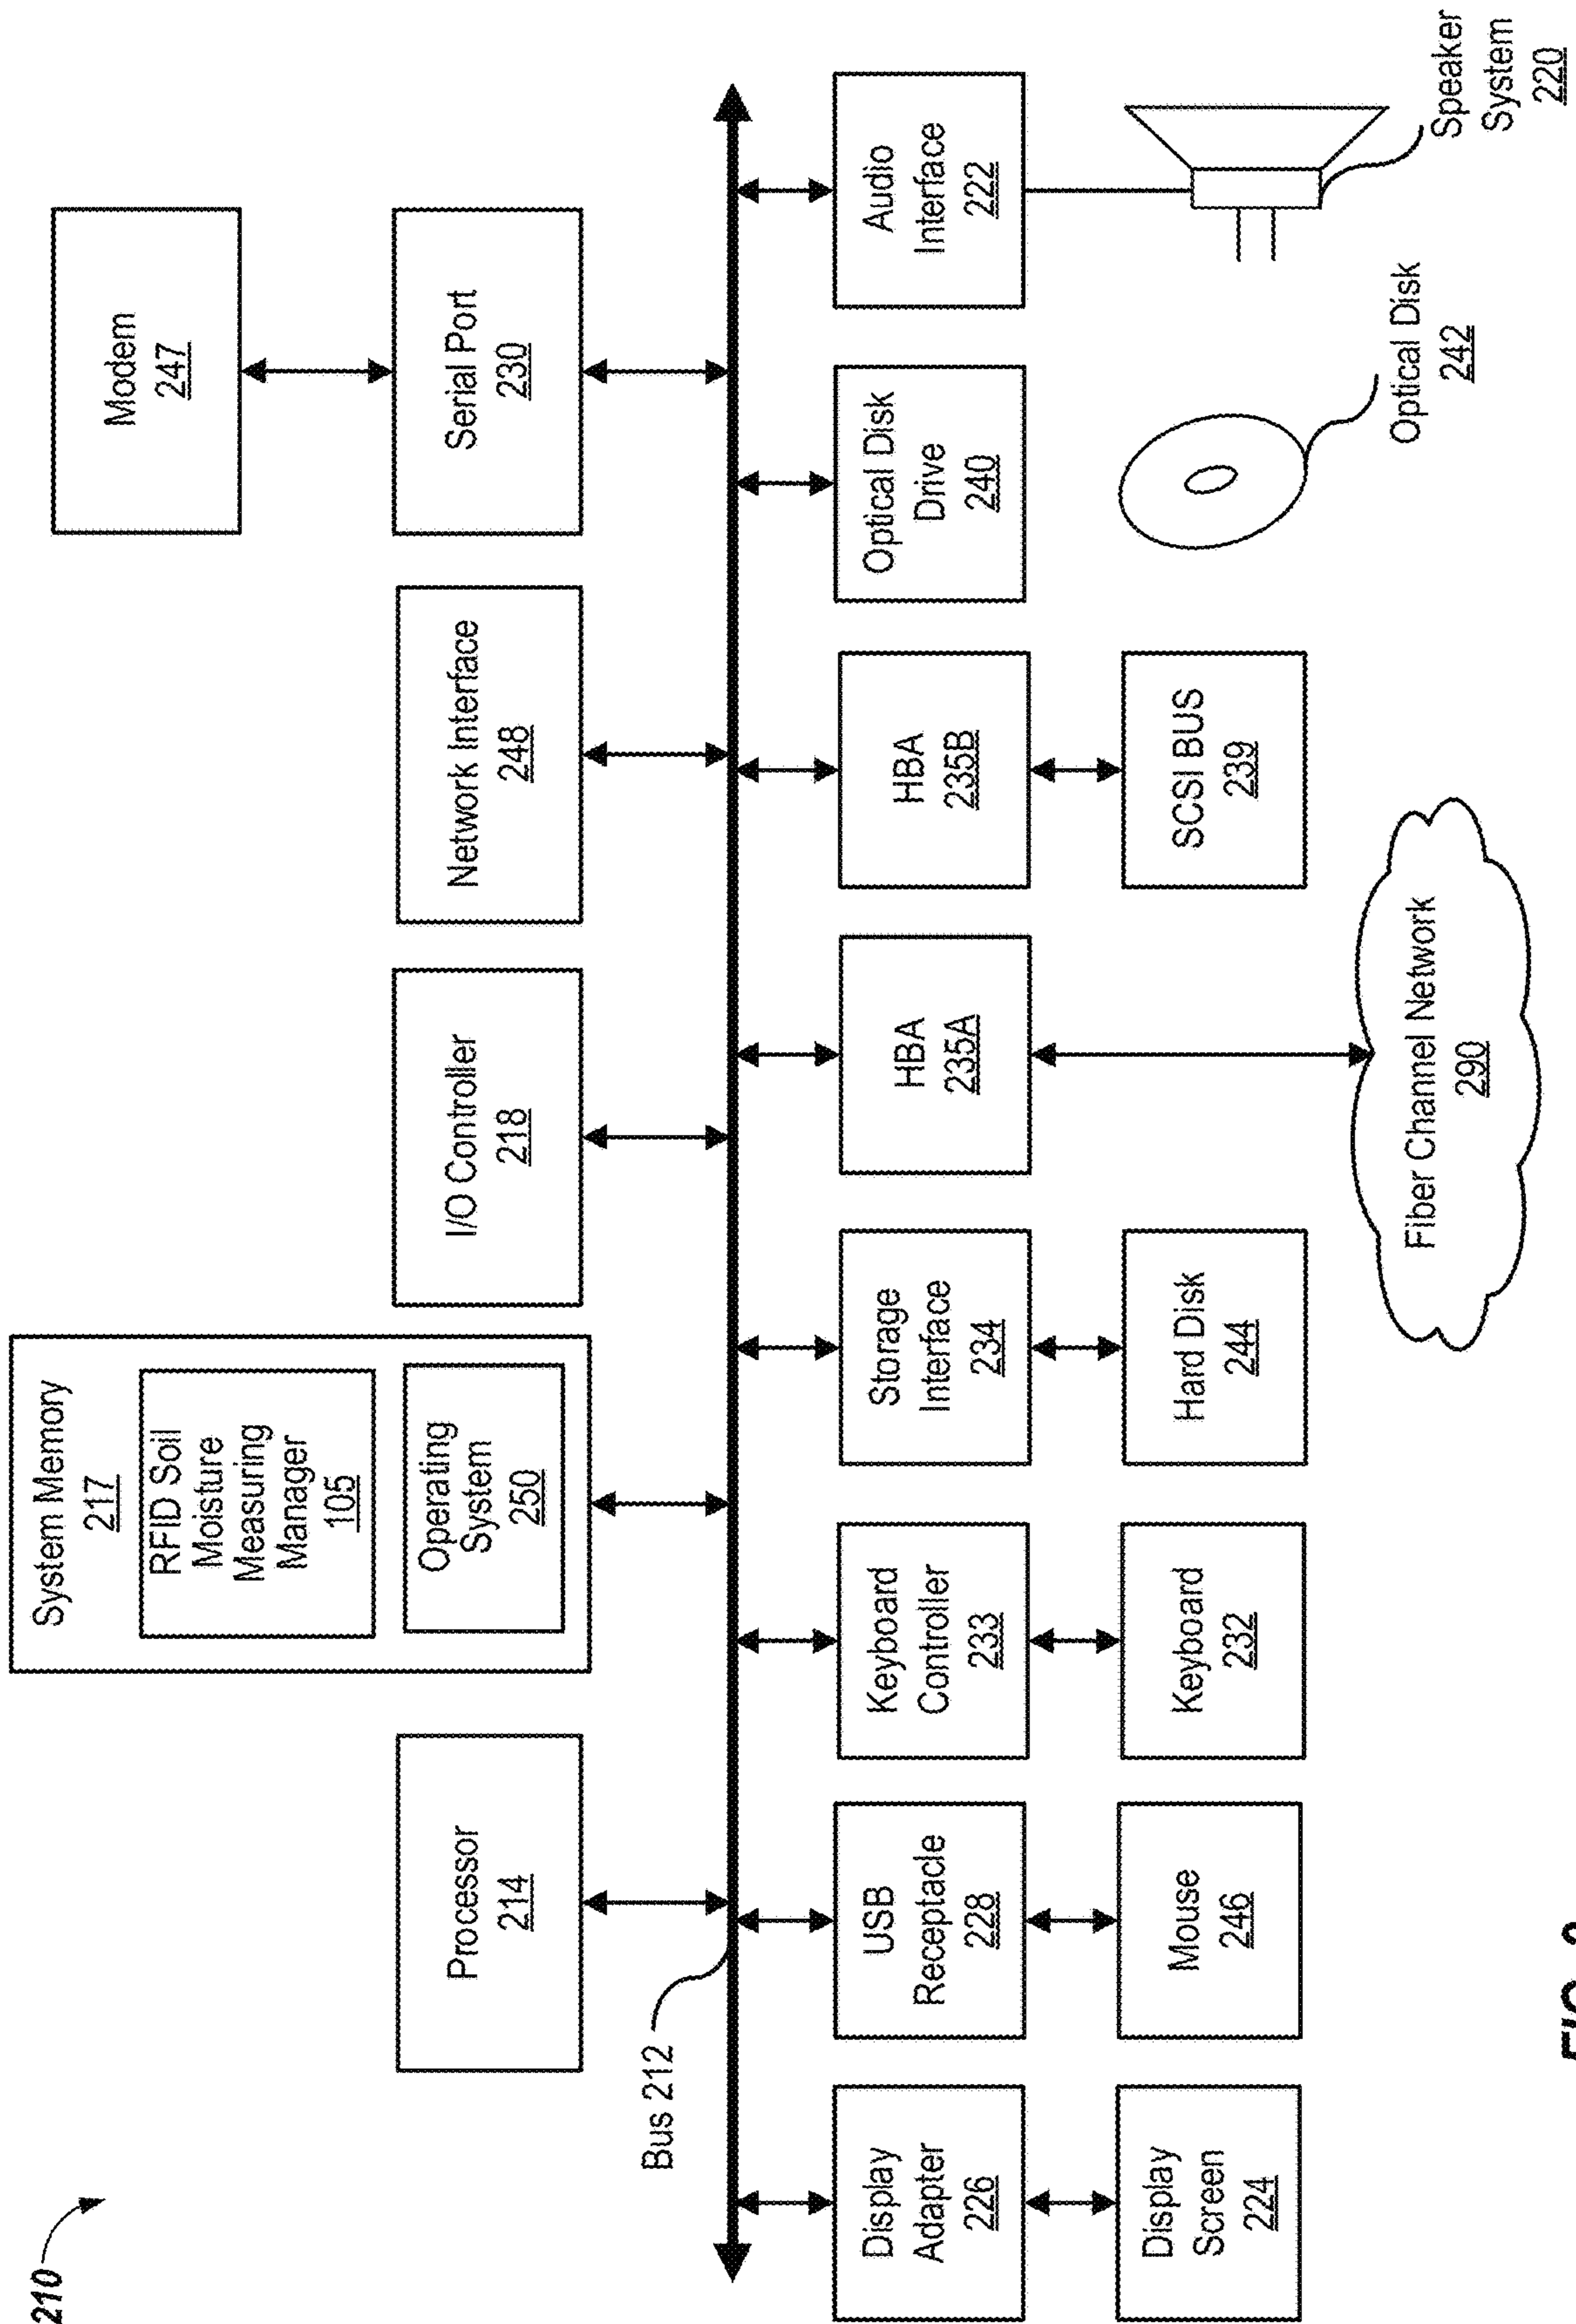 210
System Memory
217
RFID Soil
Moisture
Measuring
Manager
105
Operating
System
250
Modem
247
Processor
214
I/O Controller
218
Network Interface
248
Serial Port
230
Bus 212
Display
Adapter
226
USB
Receptacle
228
Keyboard
Controller
233
Storage
Interface
234
HBA
235A
HBA
235B
Optical Disk
Drive
240
Audio
Interface
222
Display
Screen
224
Mouse
246
Keyboard
232
Hard Disk
244
SCSI BUS
239
Fiber Channel Network
290
Optical Disk
242
Speaker
System
220
FIG.